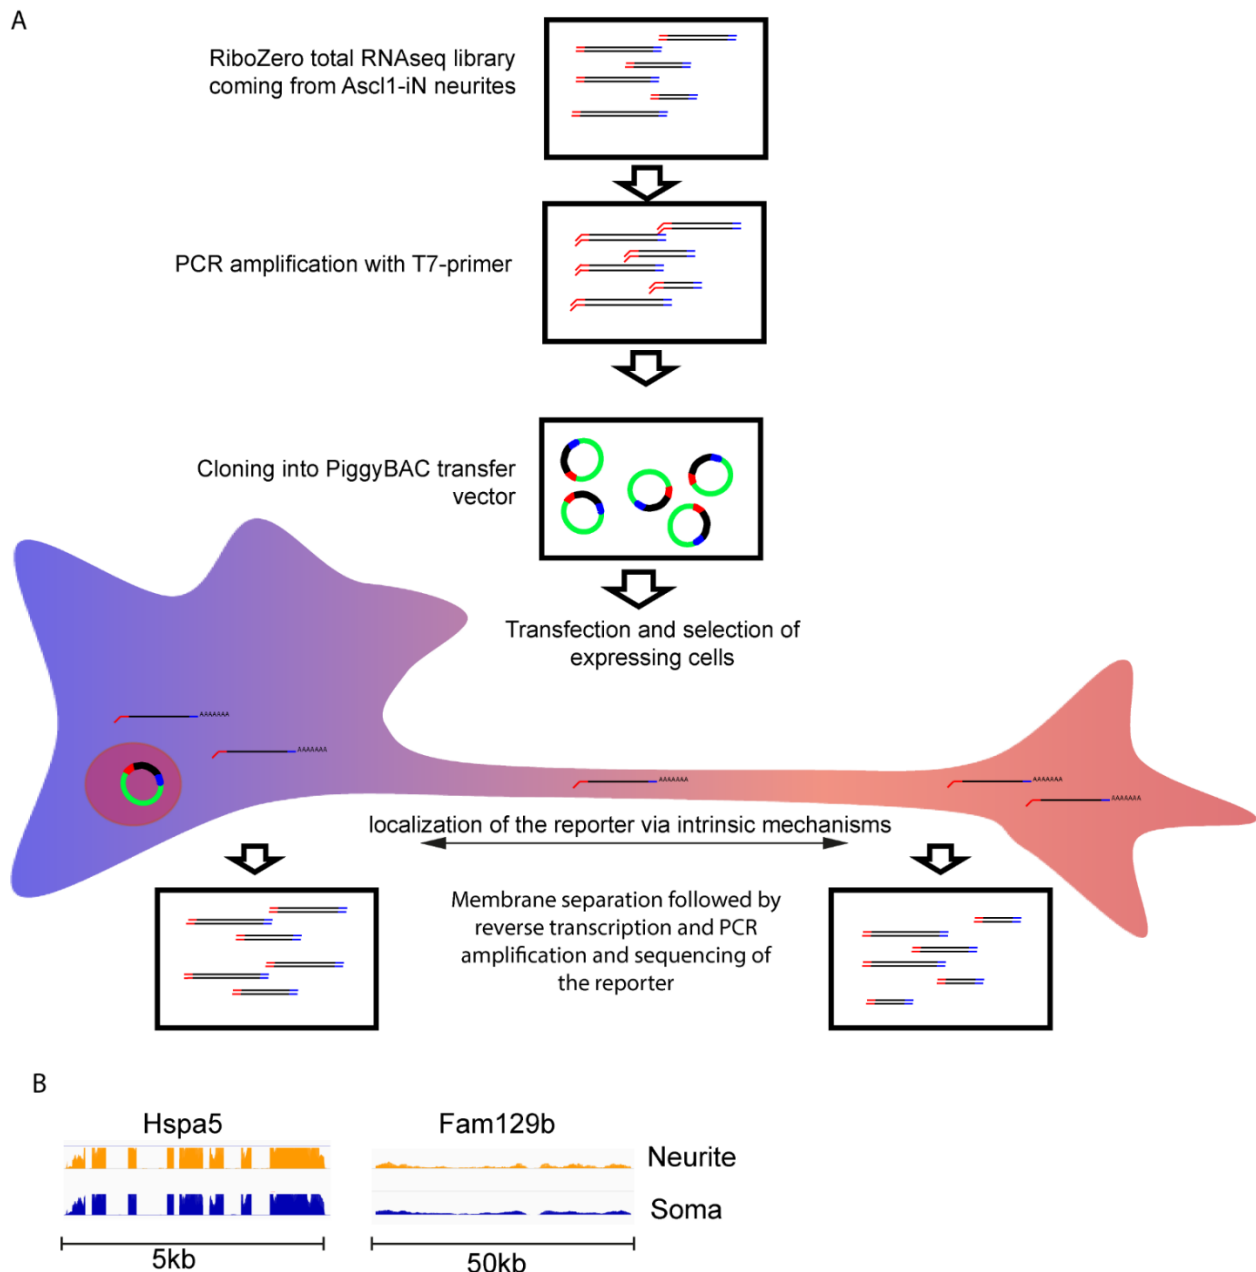 A
RiboZero total RNAseq library
coming from Ascl1-iN neurites
PCR amplification with T7-primer
Cloning into PiggyBAC transfer
vector
Transfection and selection of
expressing cells
AAAAAAA
AAAAAAA
AAAAAAA
AAAAAAA
AAAAAAA
localization of the reporter via intrinsic mechanisms
Membrane separation followed by
reverse transcription and PCR
amplification and sequencing of
the reporter
B
Hspa5
Fam129b
Neurite
Soma
5kb
50kb